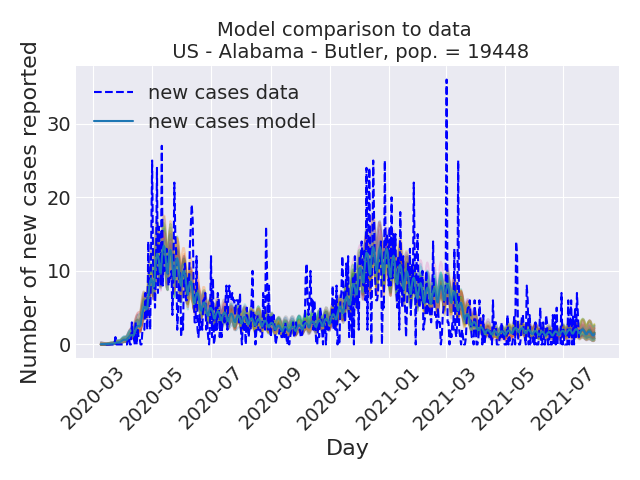 Model comparison to data
US - Alabama - Butler, pop. = 19448
new cases data
new cases model
Number of new cases reported
30
20
10
0
2020-03
2020-05
2020-07
2020-09
2020-11
2021-01
2021-03
2021-05
2021-07
Day